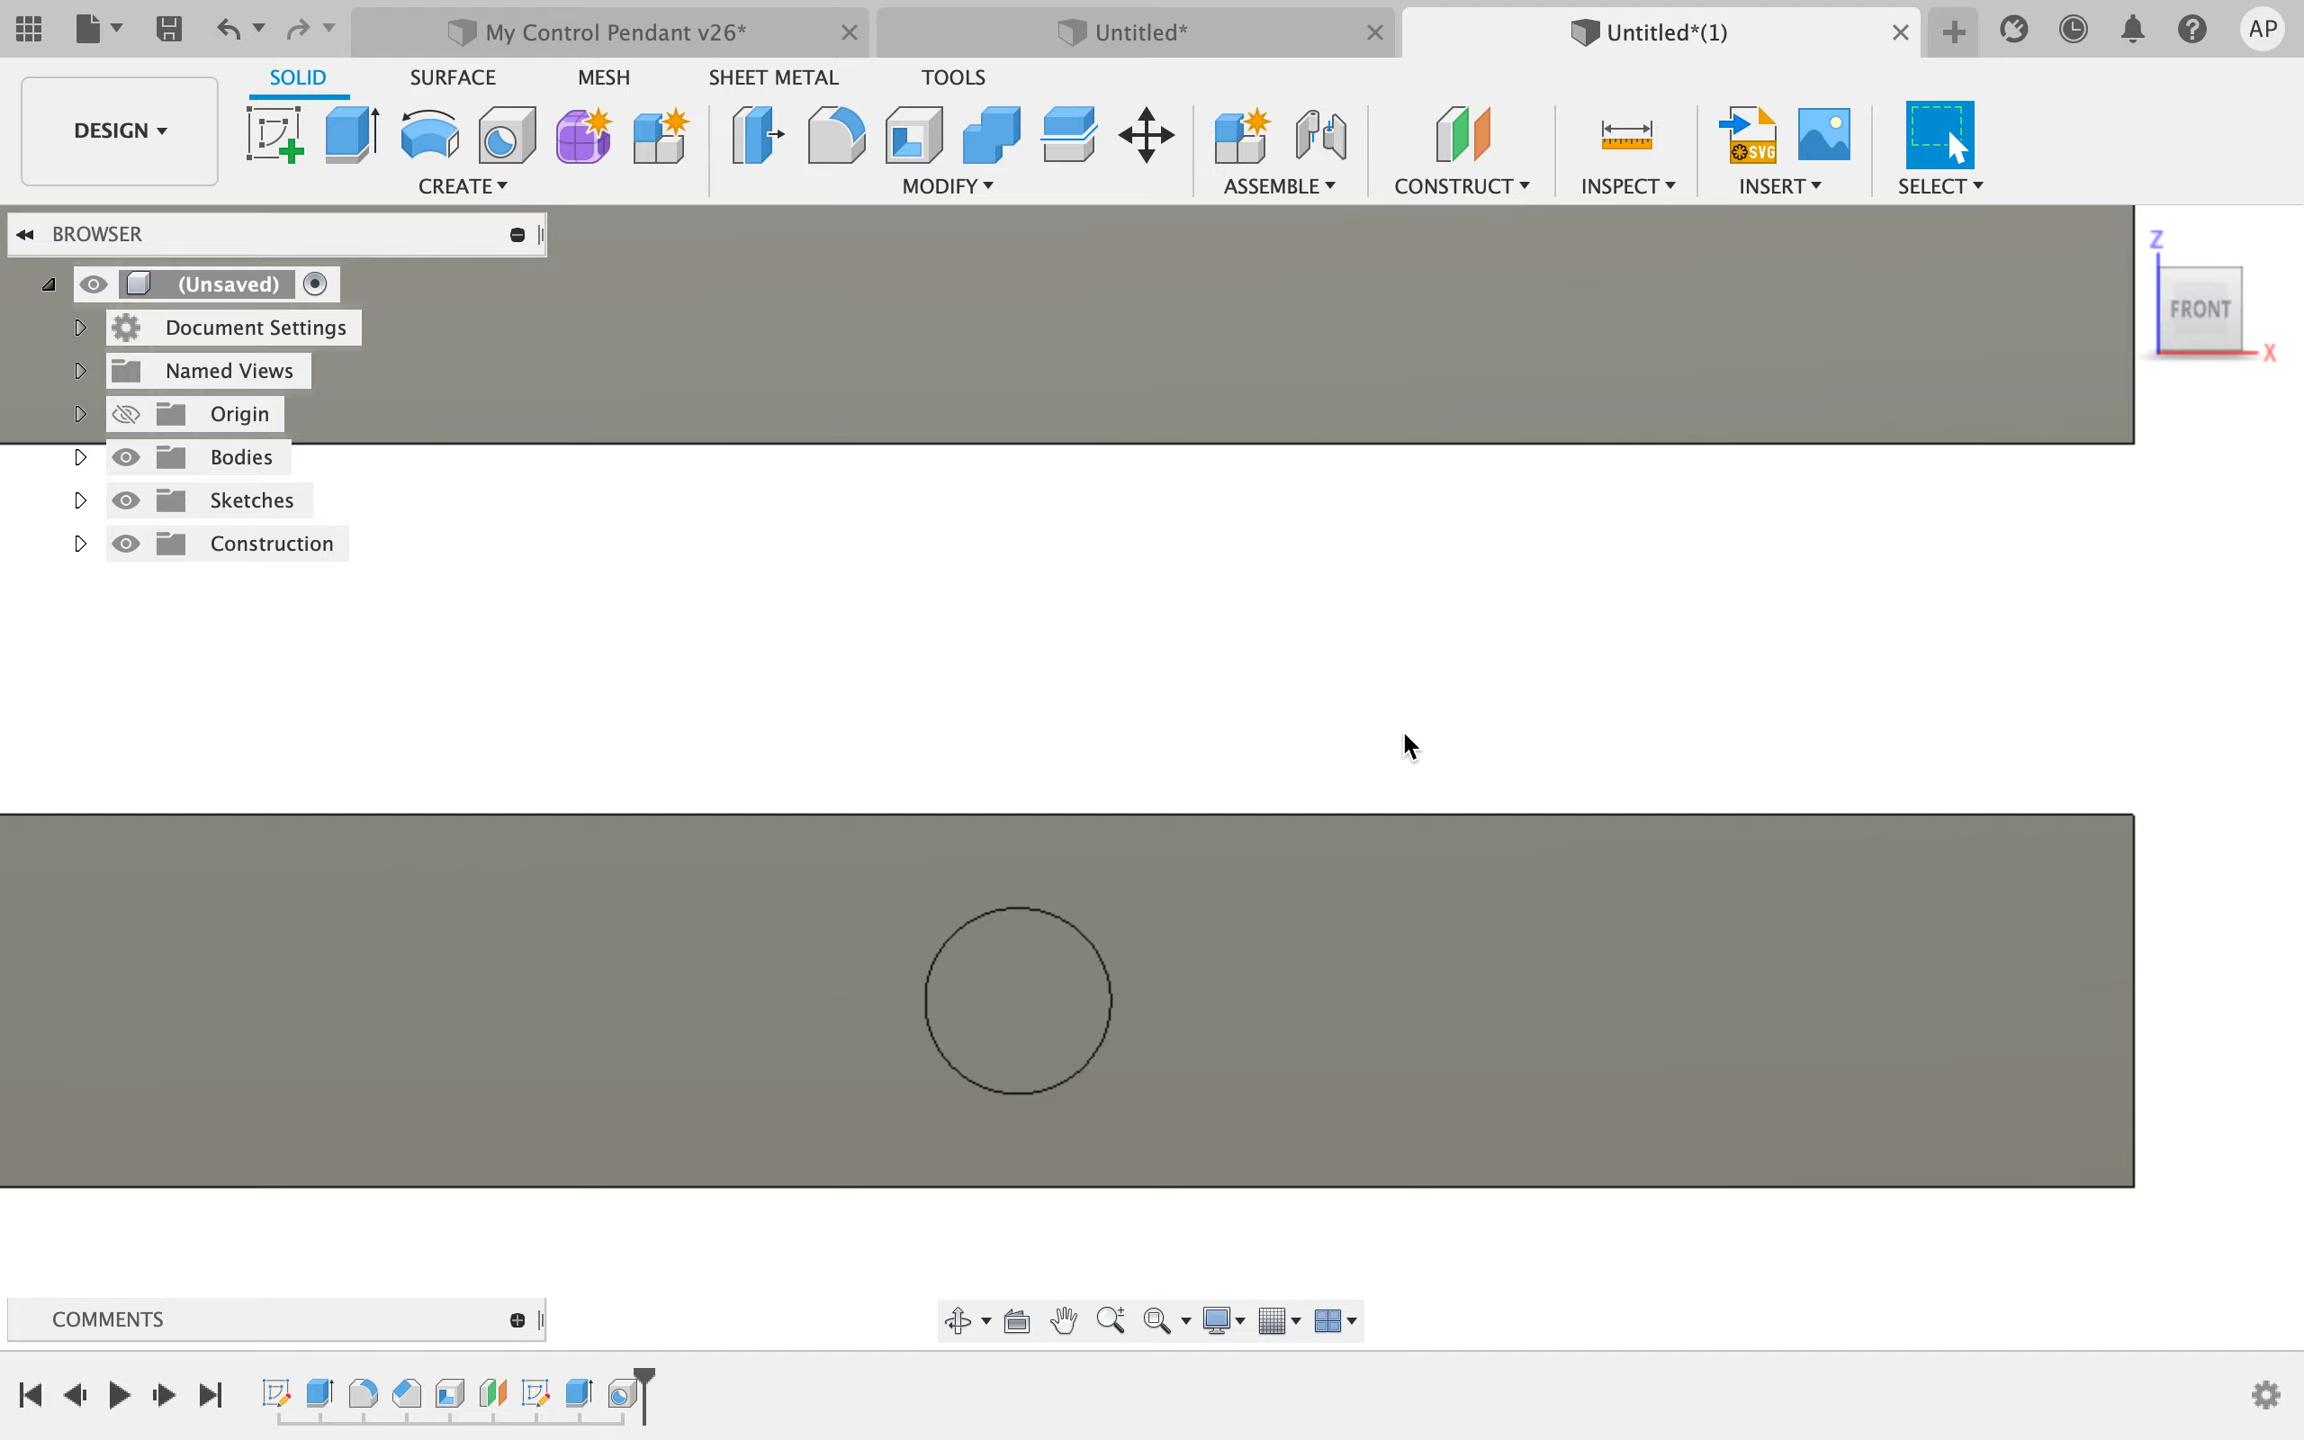 My Control Pendant v26*
Untitled*
Untitled*(1)
AP
DESIGN
SOLID
SURFACE
MESH
SHEET METAL
TOOLS
CREATE
MODIFY
ASSEMBLE
CONSTRUCT
INSPECT
SVG
INSERT
SELECT
BROWSER
(Unsaved)
Document Settings
Named Views
Origin
Bodies
Sketches
Construction
Z
FRONT
X
COMMENTS